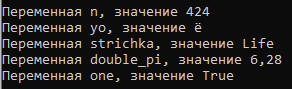 Переменная n, значение 424
Переменная yo, значение ё
Переменная strichka, значение Life
Переменная double_pi, значение 6,28
Переменная one, значение True